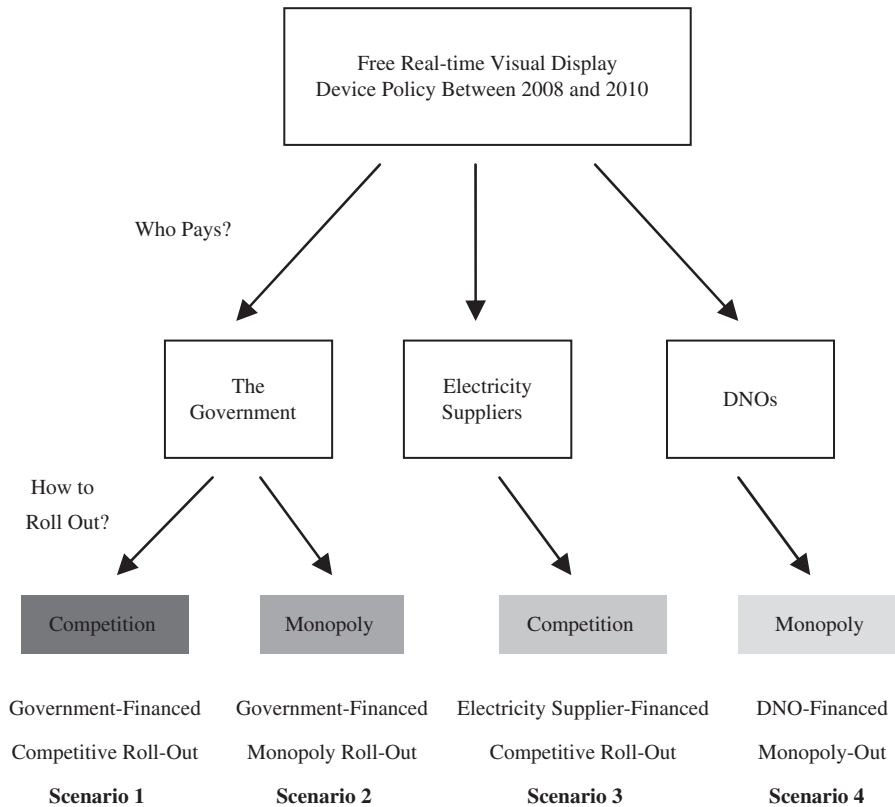 Free Real-time Visual Display
Device Policy Between 2008 and 2010
Who Pays?
The
Government
Electricity
Suppliers
DNOs
How to
Roll Out?
Competition
Monopoly
Competition
Monopoly
Government-Financed
Competitive Roll-Out
Scenario 1
Government-Financed
Monopoly Roll-Out
Scenario 2
Electricity Supplier-Financed
Competitive Roll-Out
Scenario 3
DNO-Financed
Monopoly-Out
Scenario 4